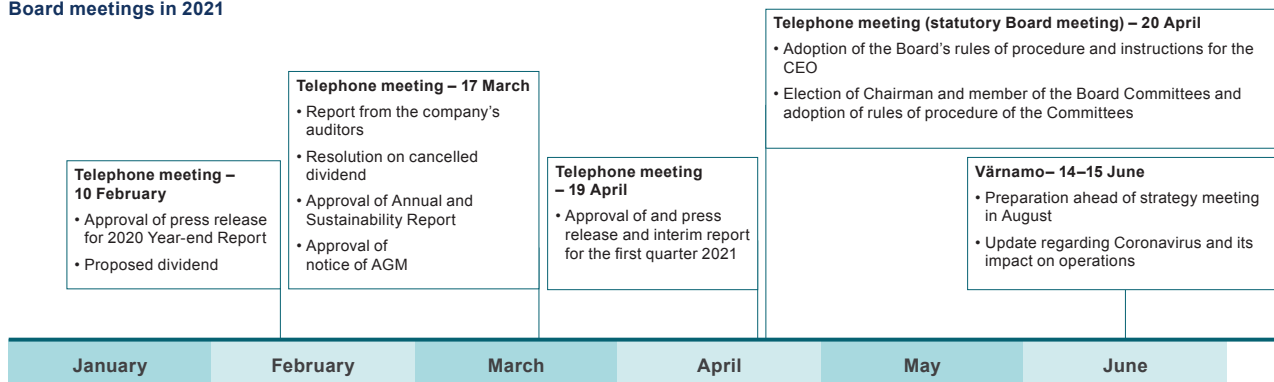 Board meetings in 2021
Telephone meeting –
10 February
• Approval of press release
for 2020 Year-end Report
• Proposed dividend
Telephone meeting – 17 March
• Report from the company's
auditors
• Resolution on cancelled
dividend
• Approval of Annual and
Sustainability Report
• Approval of
notice of AGM
Telephone meeting
– 19 April
• Approval of and press
release and interim report
for the first quarter 2021
Telephone meeting (statutory Board meeting) – 20 April
• Adoption of the Board's rules of procedure and instructions for the
CEO
• Election of Chairman and member of the Board Committees and
adoption of rules of procedure of the Committees
Värnamo– 14–15 June
• Preparation ahead of strategy meeting
in August
• Update regarding Coronavirus and its
impact on operations
January February March April May June